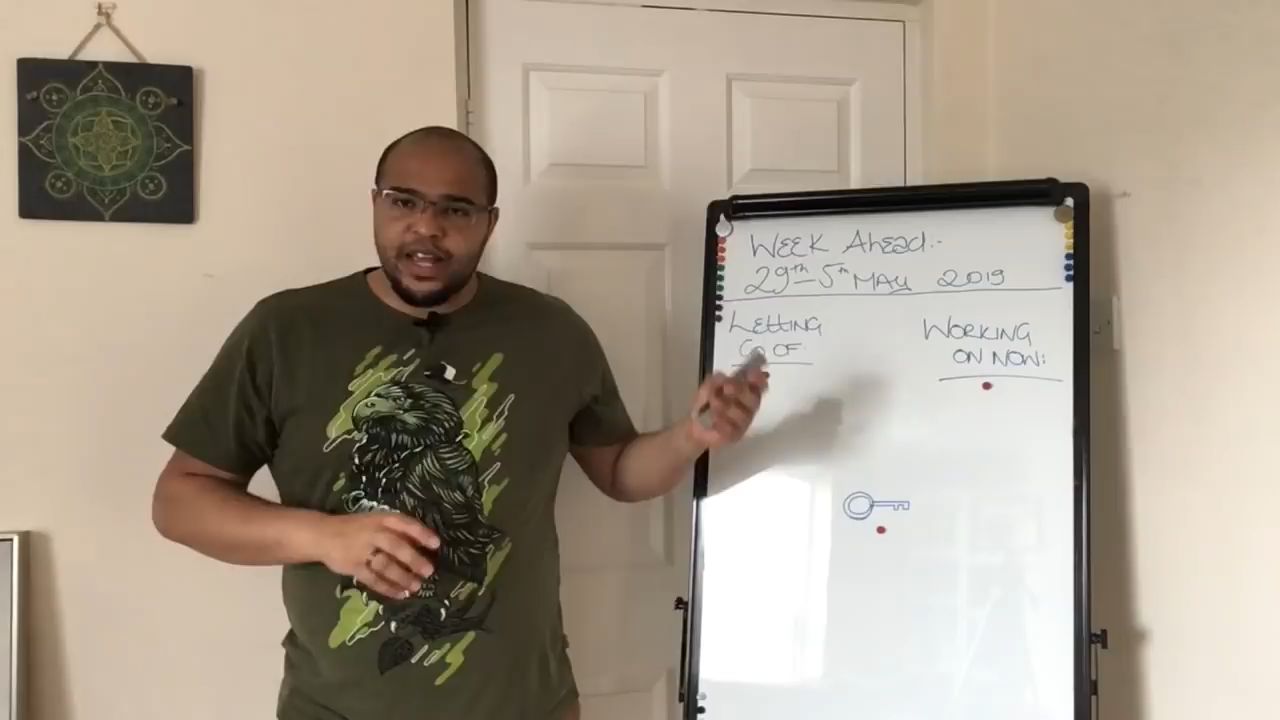 WEEK AHEAD:-
29th-5th MAY 2019
LETTING
GO OF:
WORKING
ON NOW: